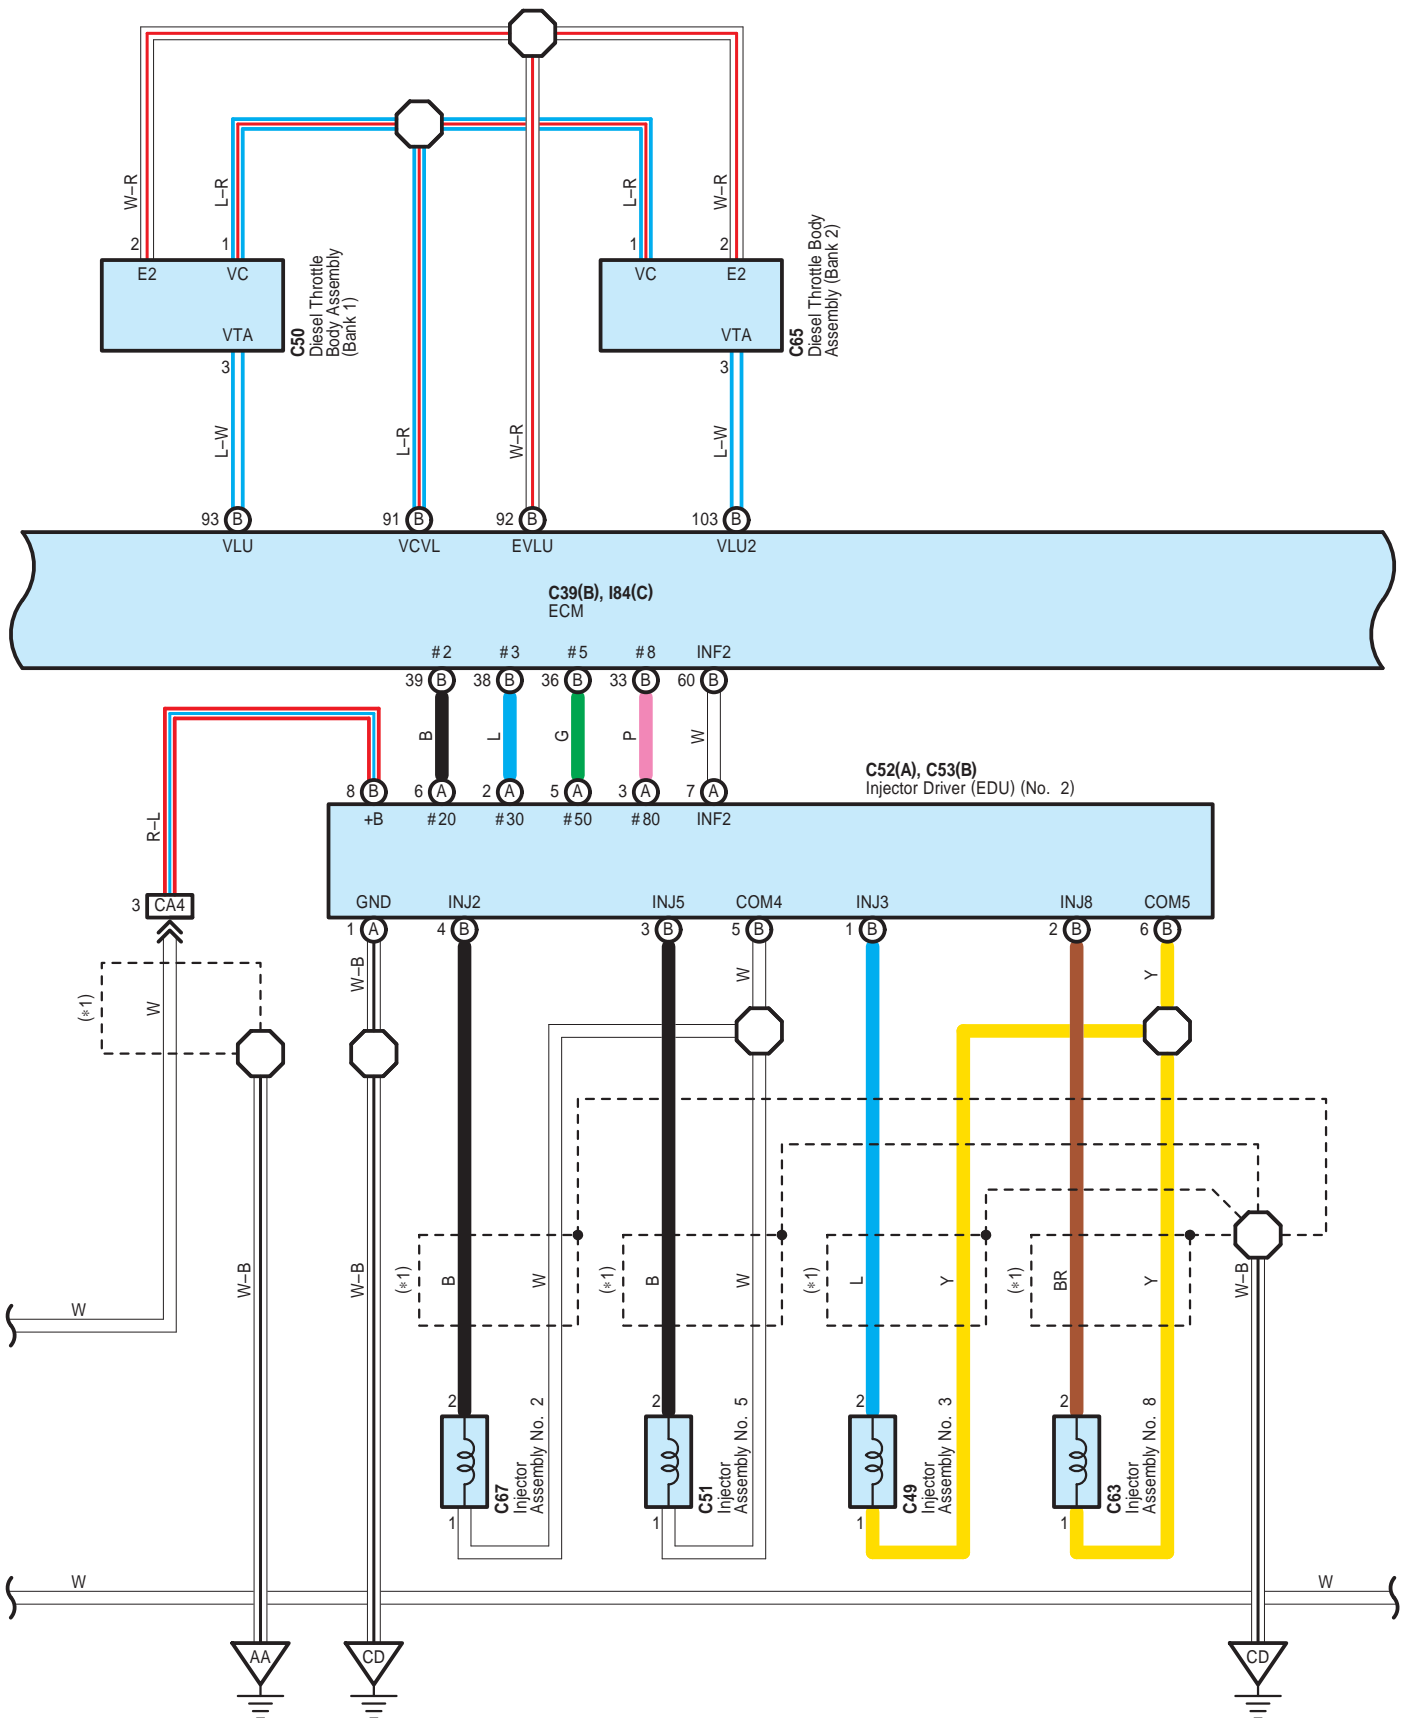 W–R
L–R
L–R
W–R
2
1
1
2
E2
VC
VC
E2
VTA
VTA
C50
Diesel Throttle
Body Assembly
(Bank 1)
C65
Diesel Throttle Body
Assembly (Bank 2)
3
3
L–W
L–R
W–R
L–W
93 B
91 B
92 B
103 B
VLU
VCVL
EVLU
VLU2
C39(B), I84(C)
ECM
#2
#3
#5
#8
INF2
39 B
38 B
36 B
33 B
60 B
B
L
G
P
W
C52(A), C53(B)
Injector Driver (EDU) (No. 2)
8 B
6 A
2 A
5 A
3 A
7 A
+B
#20
#30
#50
#80
INF2
R–L
3 CA4
GND
INJ2
INJ5
COM4
INJ3
INJ8
COM5
1 A
4 B
3 B
5 B
1 B
2 B
6 B
W–B
W
Y
(*1)
W
W–B
W–B
(*1)
B
W
(*1)
B
W
(*1)
L
Y
(*1)
BR
Y
W–B
W
2
2
2
2
C67
Injector
Assembly No. 2
C51
Injector
Assembly No. 5
C49
Injector
Assembly No. 3
C63
Injector
Assembly No. 8
1
1
1
1
W
W
AA
CD
CD